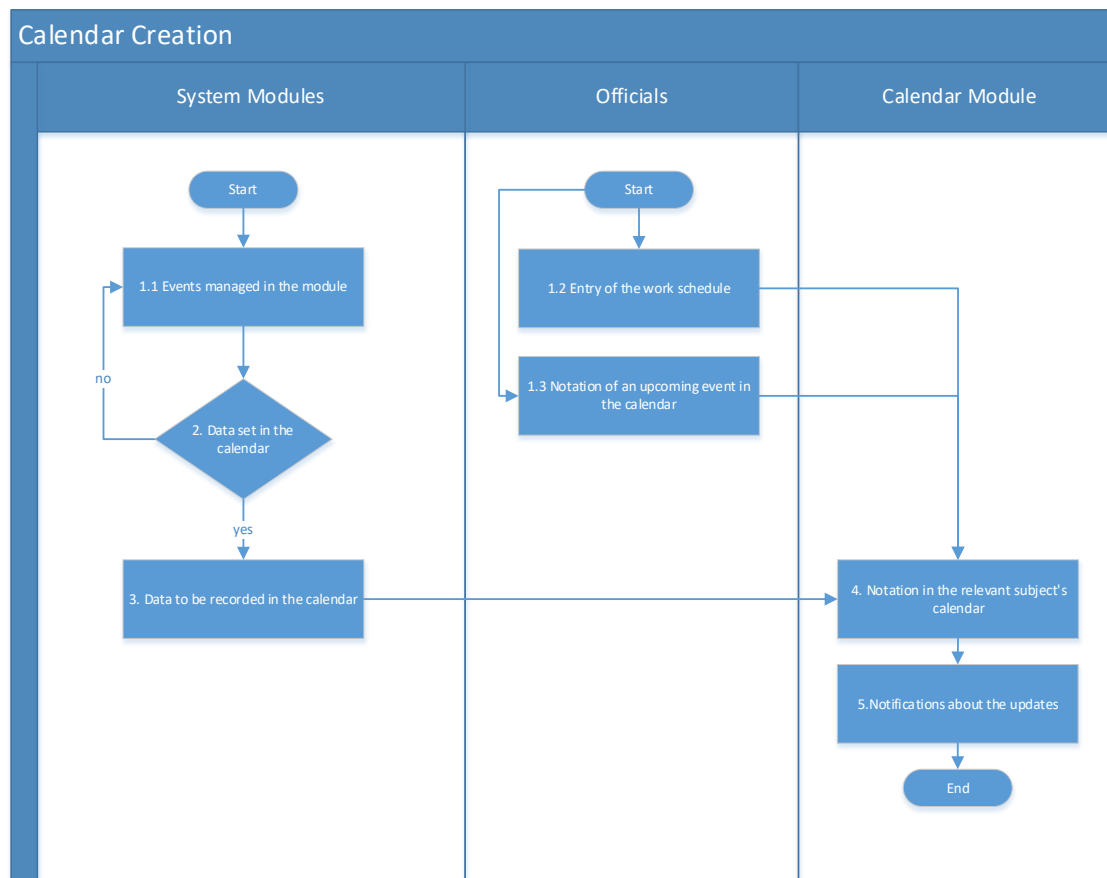 Calendar Creation
System Modules
Officials
Calendar Module
Start
Start
1.1 Events managed in the module
1.2 Entry of the work schedule
1.3 Notation of an upcoming event in
the calendar
no
2. Data set in the
calendar
yes
3. Data to be recorded in the calendar
4. Notation in the relevant subject's
calendar
5.Notifications about the updates
End